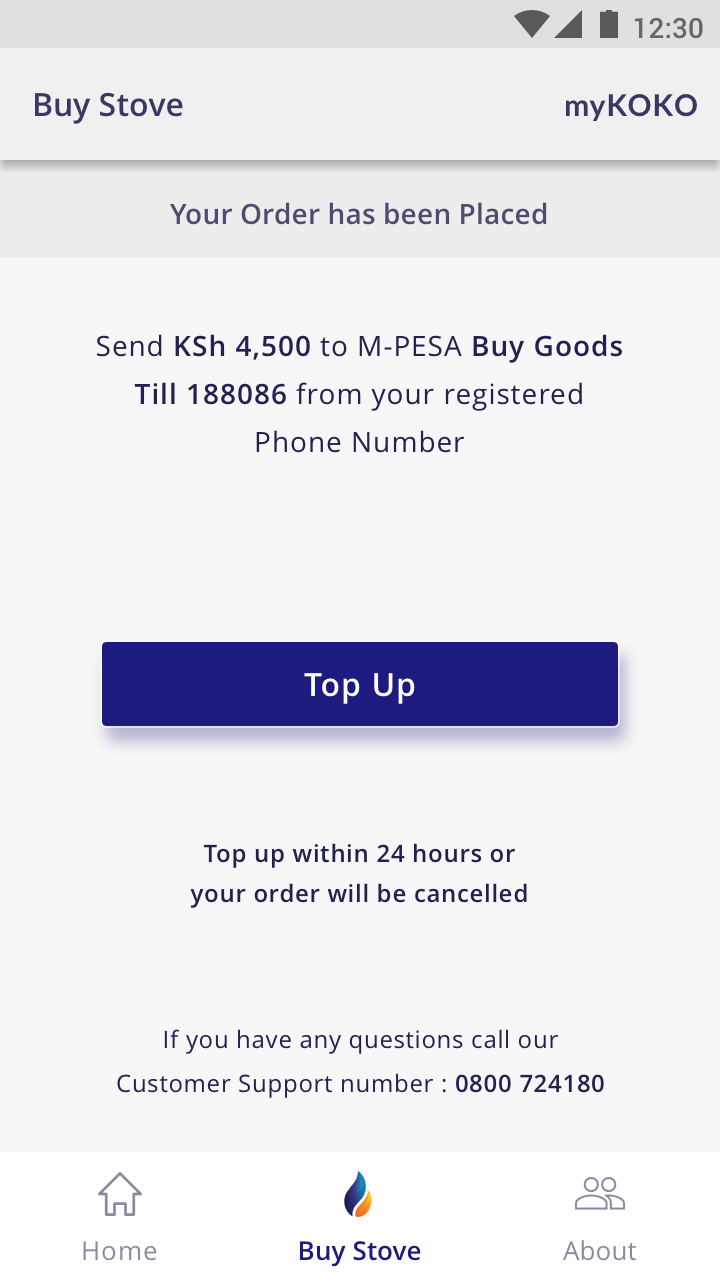 12:30
Buy Stove
myKOKO
Your Order has been Placed
Send KSh 4,500 to M-PESA Buy Goods
Till 188086 from your registered
Phone Number
Top Up
Top up within 24 hours or
your order will be cancelled
If you have any questions call our
Customer Support number : 0800 724180
Home
Buy Stove
About